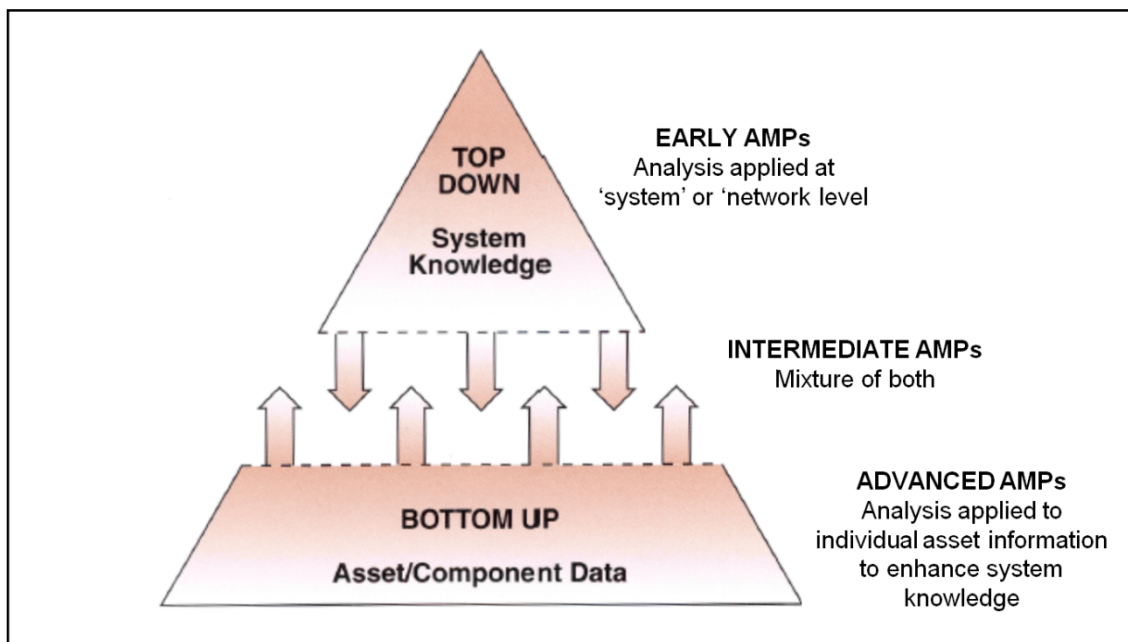 TOP
DOWN
System
Knowledge
EARLY AMPs
Analysis applied at
‘system’ or ‘network level
INTERMEDIATE AMPs
Mixture of both
BOTTOM UP
Asset/Component Data
ADVANCED AMPs
Analysis applied to
individual asset information
to enhance system
knowledge